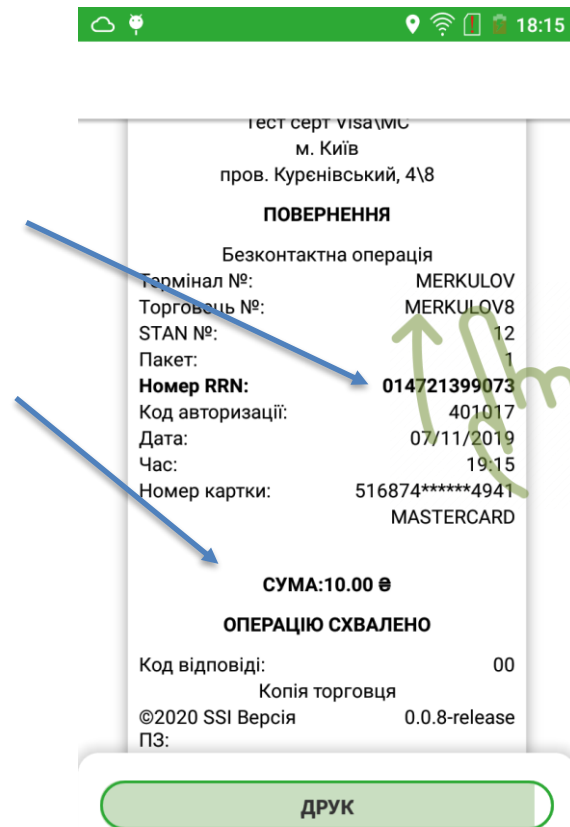 18:15
Тест серт Visa\MC
м. Київ
пров. Курєнівський, 4\8
ПОВЕРНЕННЯ
Безконтактна операція
Термінал №: MERKULOV
Торговець №: MERKULOV8
STAN №: 12
Пакет: 1
Номер RRN: 014721399073
Код авторизації: 401017
Дата: 07/11/2019
Час: 19:15
Номер картки: 516874******4941
MASTERCARD
СУМА:10.00 ₴
ОПЕРАЦІЮ СХВАЛЕНО
Код відповіді: 00
Копія торговця
©2020 SSI Версія 0.0.8-release
ПЗ:
ДРУК